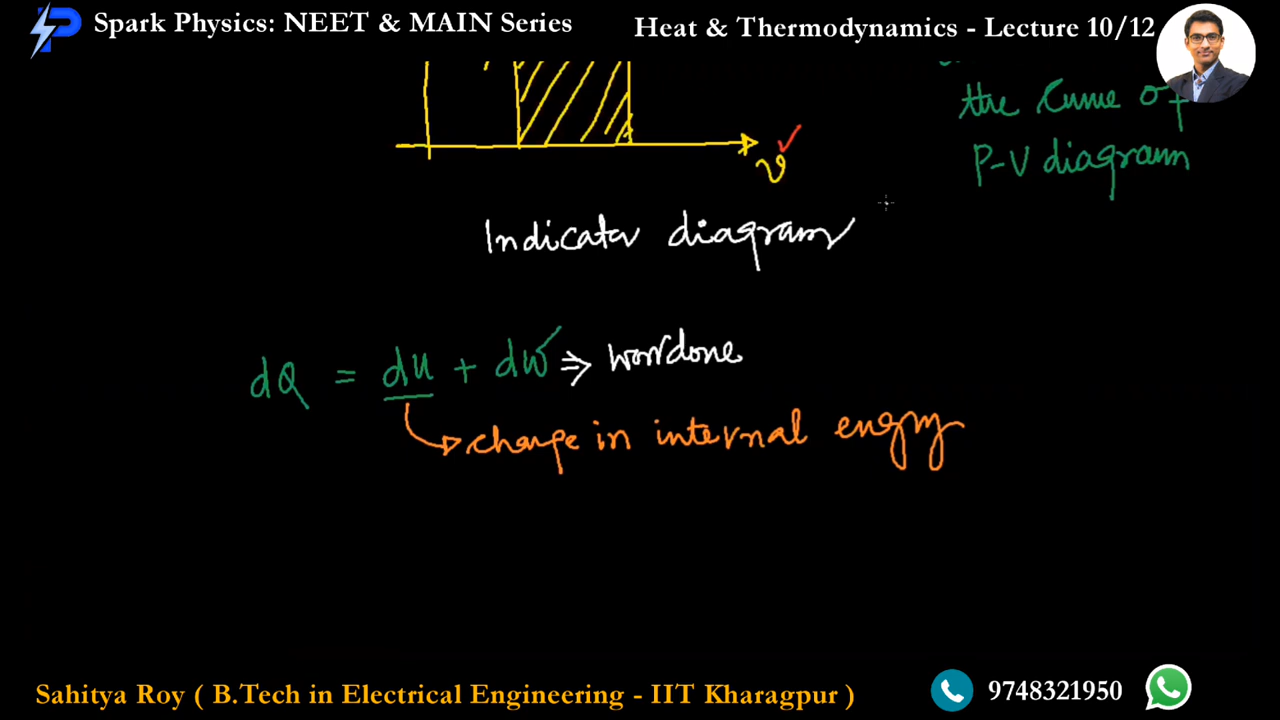 Spark Physics: NEET & MAIN Series
Heat & Thermodynamics - Lecture 10/12
the curve of
P-V diagram
v
Indicator diagram
dQ = du + dw ⇒ workdone
change in internal energy
Sahitya Roy ( B.Tech in Electrical Engineering - IIT Kharagpur )
9748321950